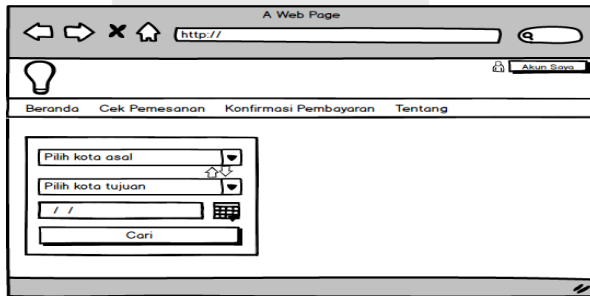 A Web Page
http://
Akun Saya
Beranda Cek Pemesanan Konfirmasi Pembayaran Tentang
Pilih kota asal
Pilih kota tujuan
/ /
Cari